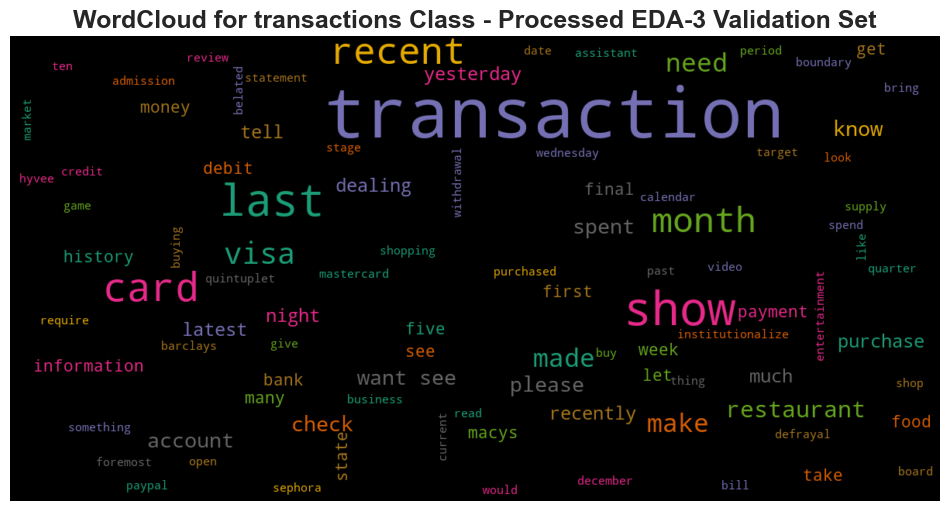 WordCloud for transactions Class - Processed EDA-3 Validation Set
recent
date
assistant
period
get
ten
review
yesterday
need
boundary
admission
belated
statement
transaction
bring
market
money
tell
know
stage
withdrawal
wednesday
target
look
hyvee
credit
debit
dealing
final
calendar
game
last
spent
month
supply
spend
history
buying
visa
shopping
like
card
quintuplet
mastercard
purchased
past
video
quarter
first
show
payment
entertainment
require
night
latest
five
institutionalize
purchase
barclays
give
see
made
buy
week
information
bank
want see
please
let
thing
much
shop
many
business
read
recently
make
restaurant
food
something
account
check
state
current
macys
defrayal
foremost
open
take
board
paypal
sephora
would
december
bill